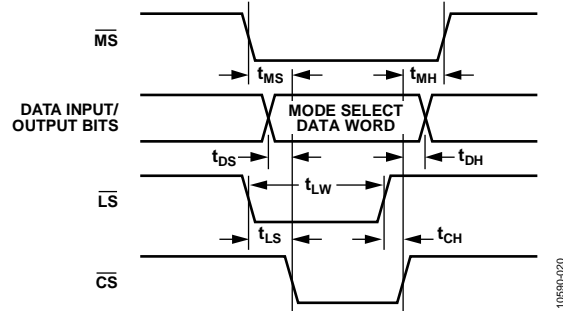 MS
tMS
tMH
DATA INPUT/
OUTPUT BITS
MODE SELECT
DATA WORD
tDS
tDH
LS
tLW
tLS
tCH
CS
10590-020